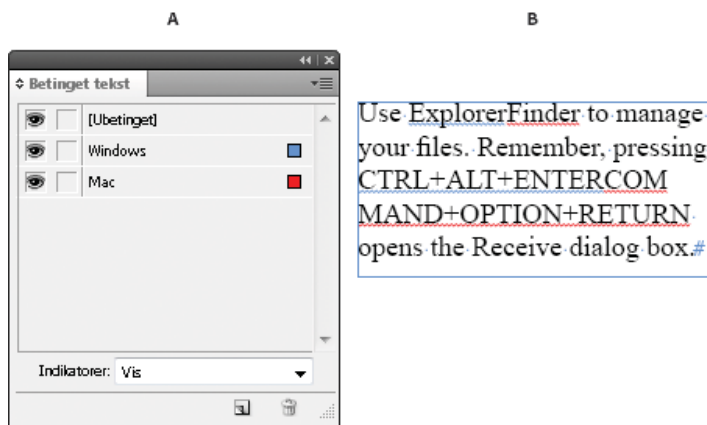 A
B
Betinget tekst
[Ubetinget]
Windows
Mac
Indikatorer: Vis
Use ExplorerFinder to manage
your files. Remember, pressing
CTRL+ALT+ENTERCOM
MAND+OPTION+RETURN
opens the Receive dialog box.#